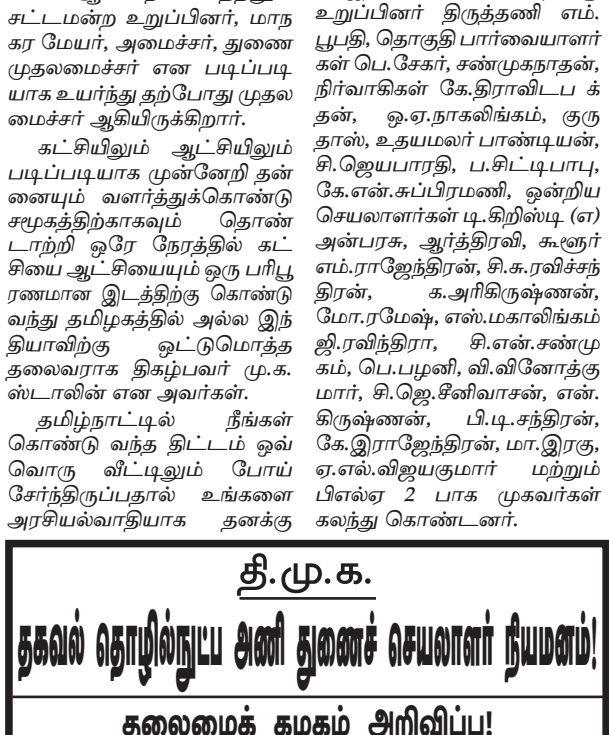 சட்டமன்ற உறுப்பினர், மாந
கர மேயர், அமைச்சர், துணை
முதலமைச்சர் என படிப்படி
யாக உயர்ந்து தற்போது முதல
மைச்சர் ஆகியிருக்கிறார்.
கட்சியிலும் ஆட்சியிலும்
படிப்படியாக முன்னேறி தன்
னையும் வளர்த்துக்கொண்டு
சமூகத்திற்காகவும் தொண்
டாற்றி ஒரே நேரத்தில் கட்
சியை ஆட்சியையும் ஒரு பரிபூ
ரணமான இடத்திற்கு கொண்டு
வந்து தமிழகத்தில் அல்ல இந்
தியாவிற்கு ஒட்டுமொத்த
தலைவராக திகழ்பவர் மு.க.
ஸ்டாலின் என அவர்கள்.
தமிழ்நாட்டில் நீங்கள்
கொண்டு வந்த திட்டம் ஒவ்
வொரு வீட்டிலும் போய்
சேர்ந்திருப்பதால் உங்களை
அரசியல்வாதியாக தனக்கு
உறுப்பினர் திருத்தணி எம்.
பூபதி, தொகுதி பார்வையாளர்
கள் பெ.சேகர், சண்முகநாதன்,
நிர்வாகிகள் கே.திராவிடப க்
தன், ஒ.ஏ.நாகலிங்கம், குரு
தாஸ், உதயமலர் பாண்டியன்,
சி.ஜெயபாரதி, ப.சிட்டிபாபு,
கே.என்.சுப்பிரமணி, ஒன்றிய
செயலாளர்கள் டி.கிறிஸ்டி (எ)
அன்பரசு, ஆர்த்திரவி, கூளூர்
எம்.ராஜேந்திரன், சி.சு.ரவிச்சந்
திரன், க.அரிகிருஷ்ணன்,
மோ.ரமேஷ், எஸ்.மகாலிங்கம்
ஜி.ரவிந்திரா, சி.என்.சண்மு
கம், பெ.பழனி, வி.வினோத்கு
மார், சி.ஜெ.சீனிவாசன், என்.
கிருஷ்ணன், பி.டி.சந்திரன்,
கே.இராஜேந்திரன், மா.இரகு,
ஏ.எல்.விஜயகுமார் மற்றும்
பிஎல்ஏ 2 பாக முகவர்கள்
கலந்து கொண்டனர்.
தி.மு.க.
தகவல் தொழில்நுட்ப அணி துணைச் செயலாளர் நியமனம்!
தலைமைக் கழகம் அறிவிப்பு!